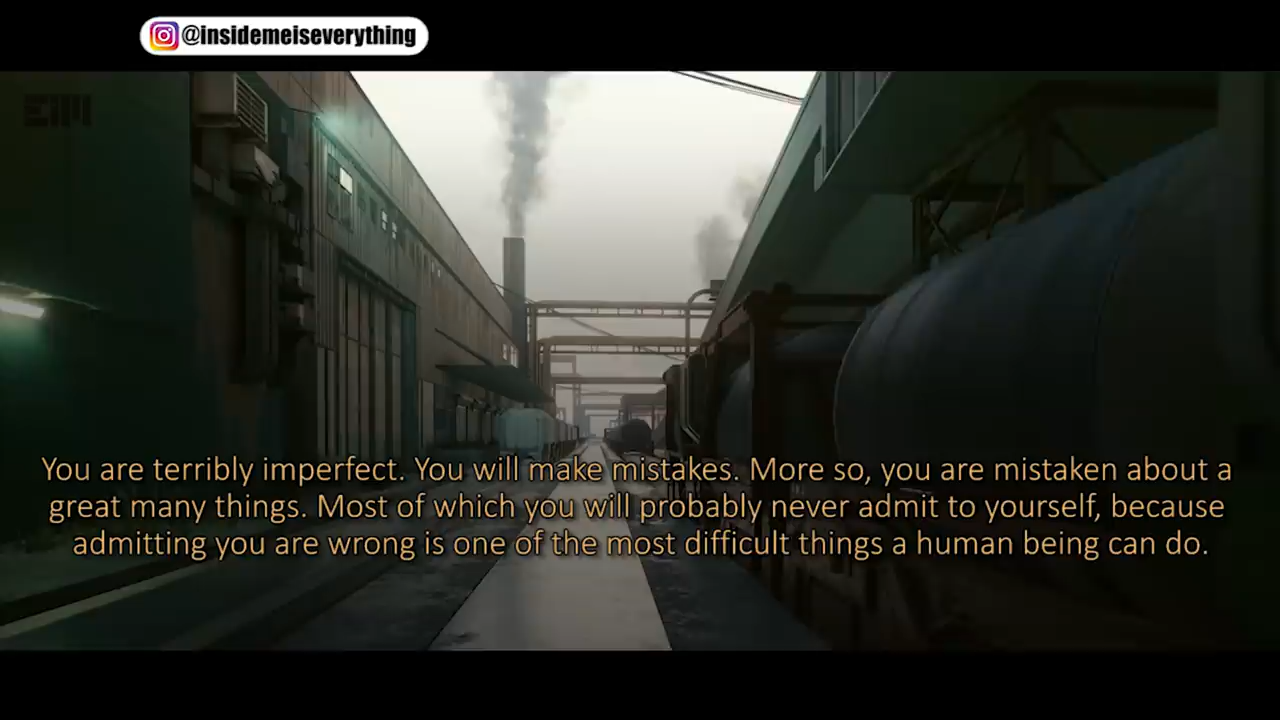 @insidemeiseverything
EIM
You are terribly imperfect. You will make mistakes. More so, you are mistaken about a
great many things. Most of which you will probably never admit to yourself, because
admitting you are wrong is one of the most difficult things a human being can do.